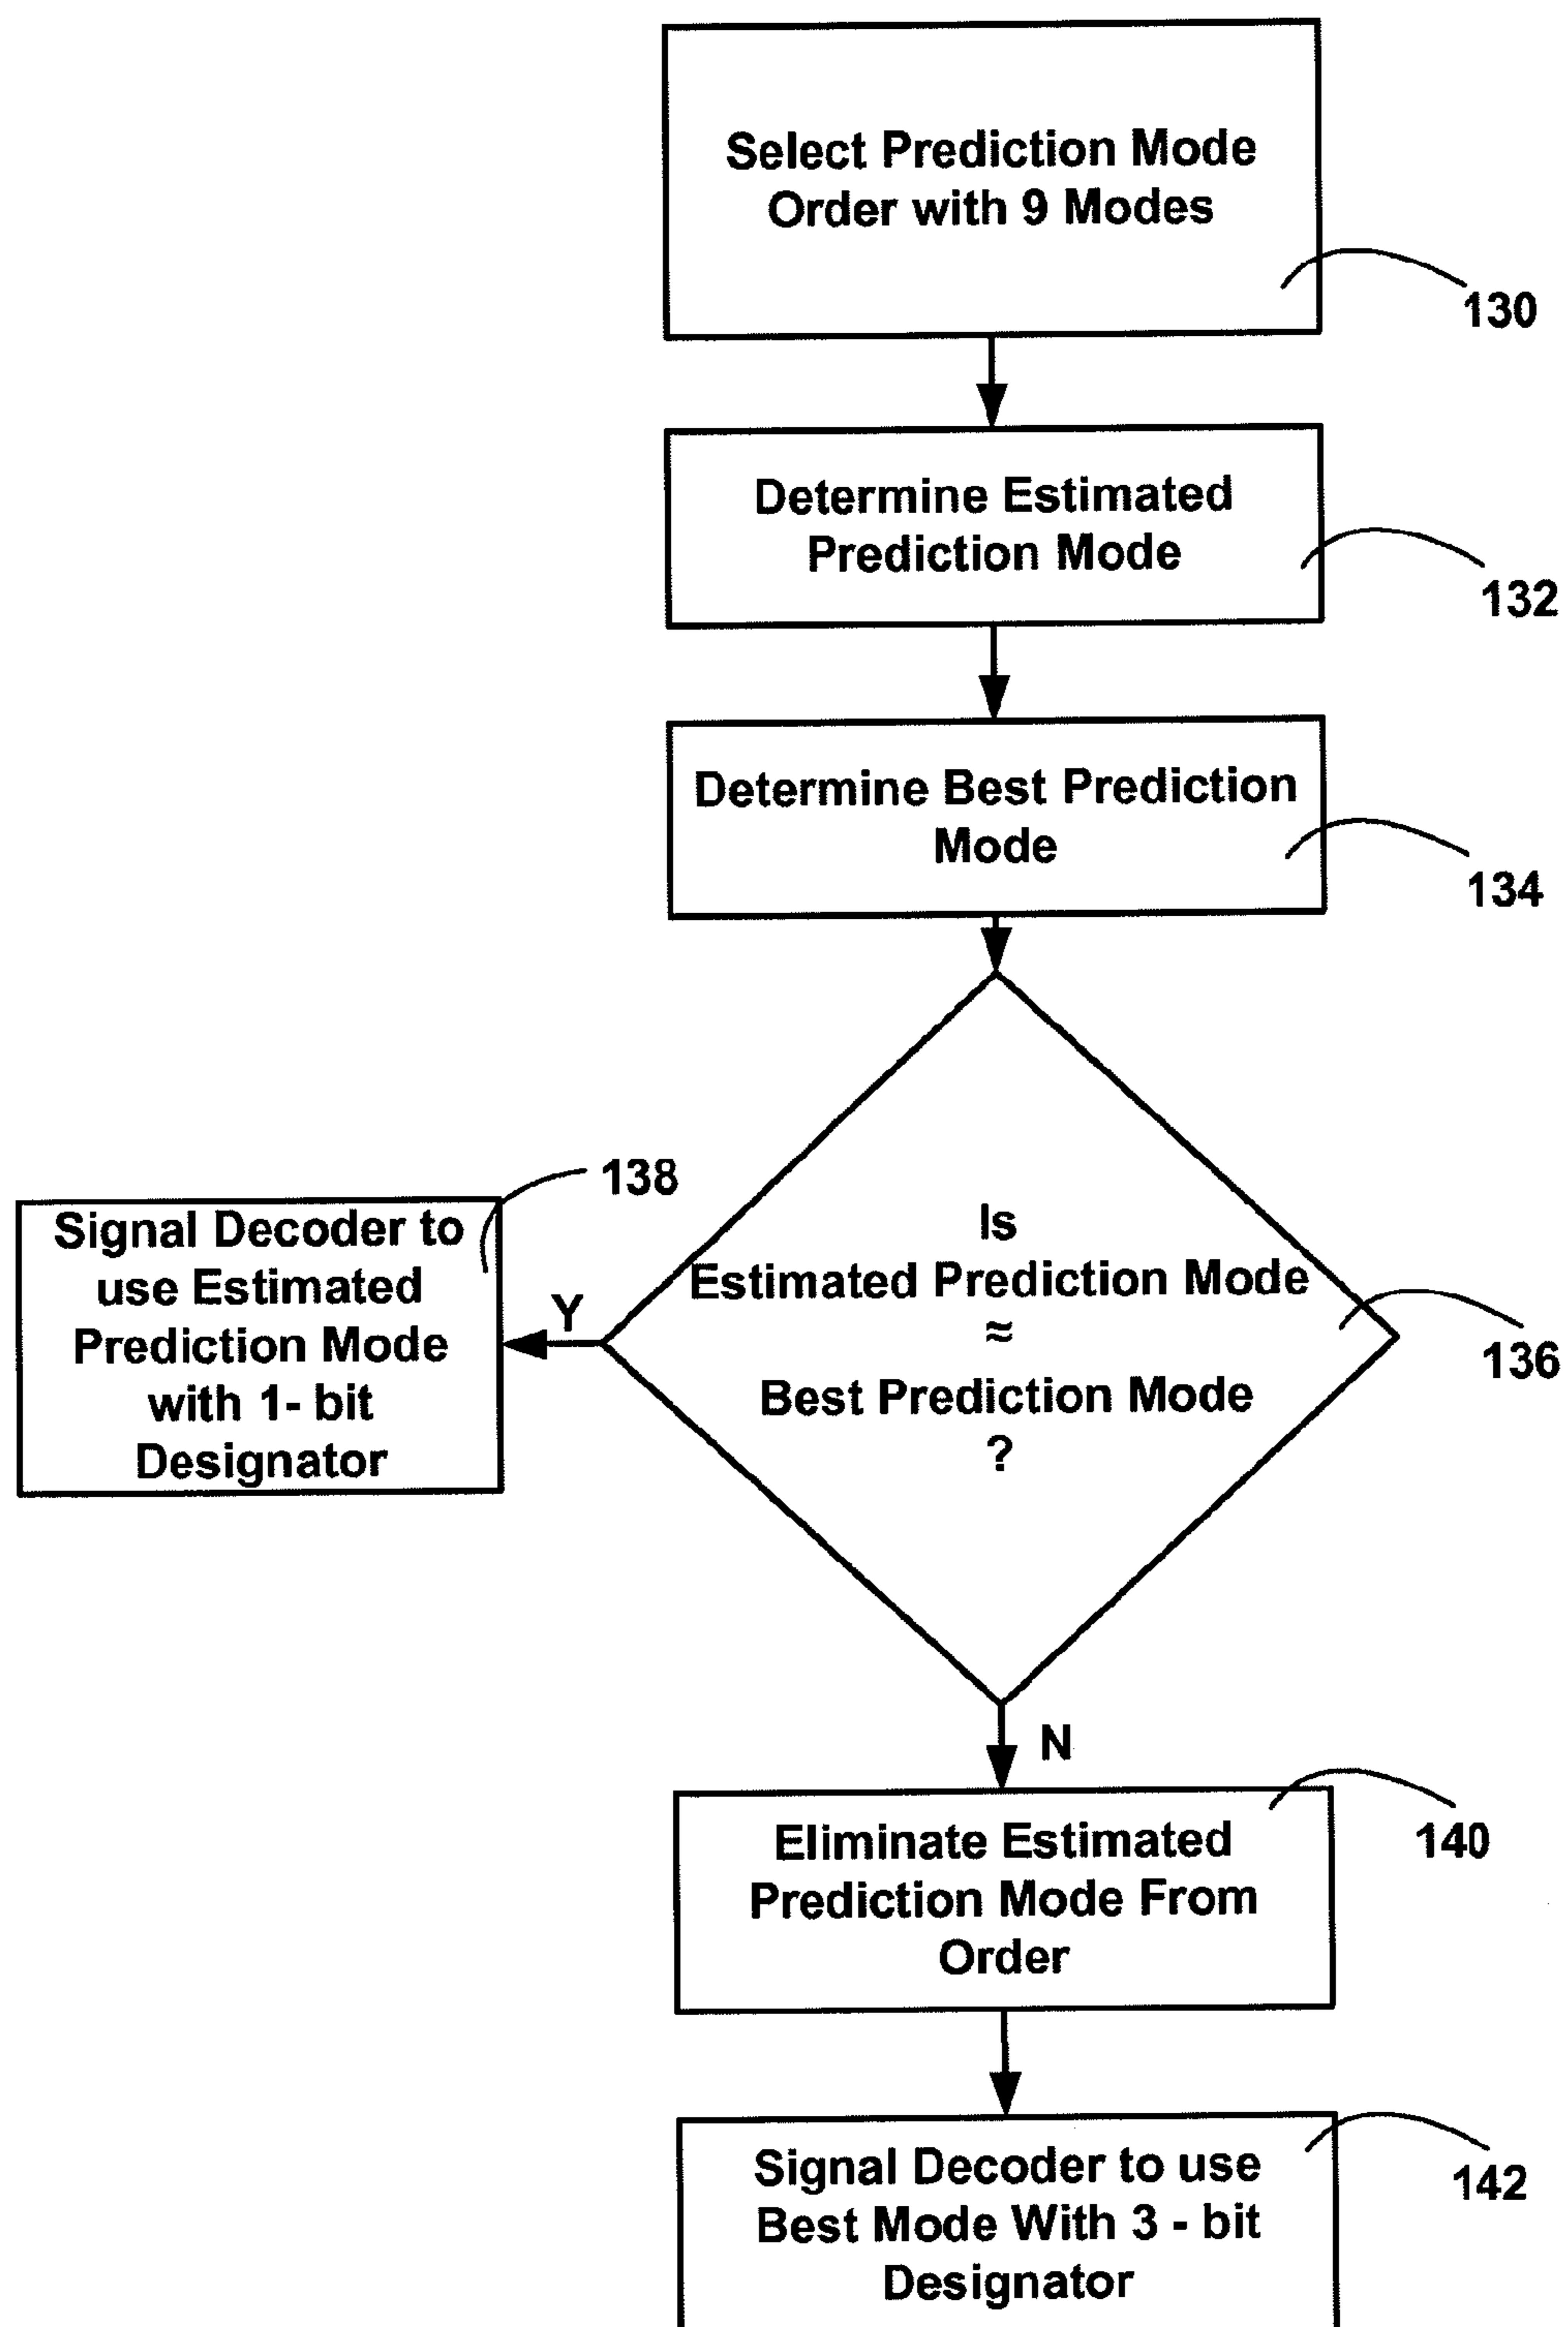 Select Prediction Mode
Order with 9 Modes
130
Determine Estimated
Prediction Mode
132
Determine Best Prediction
Mode
134
138
Signal Decoder to
use Estimated
Prediction Mode
with 1- bit
Designator
Y
Is
Estimated Prediction Mode
≈
Best Prediction Mode
?
136
N
Eliminate Estimated
Prediction Mode From
Order
140
Signal Decoder to use
Best Mode With 3 - bit
Designator
142